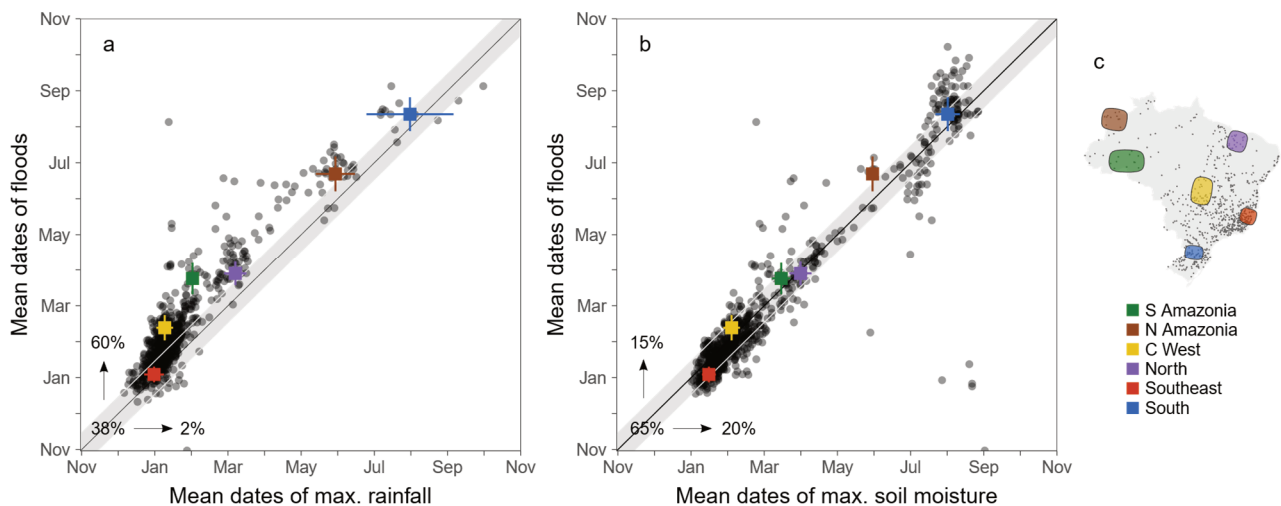 a
Mean dates of floods
Nov
Sep
Jul
May
Mar
Jan
Nov
60%
38%
2%
Nov
Jan
Mar
May
Jul
Sep
Nov
Mean dates of max. rainfall
b
Mean dates of floods
Nov
Sep
Jul
May
Mar
Jan
Nov
15%
65%
20%
Nov
Jan
Mar
May
Jul
Sep
Nov
Mean dates of max. soil moisture
c
S Amazonia
N Amazonia
C West
North
Southeast
South